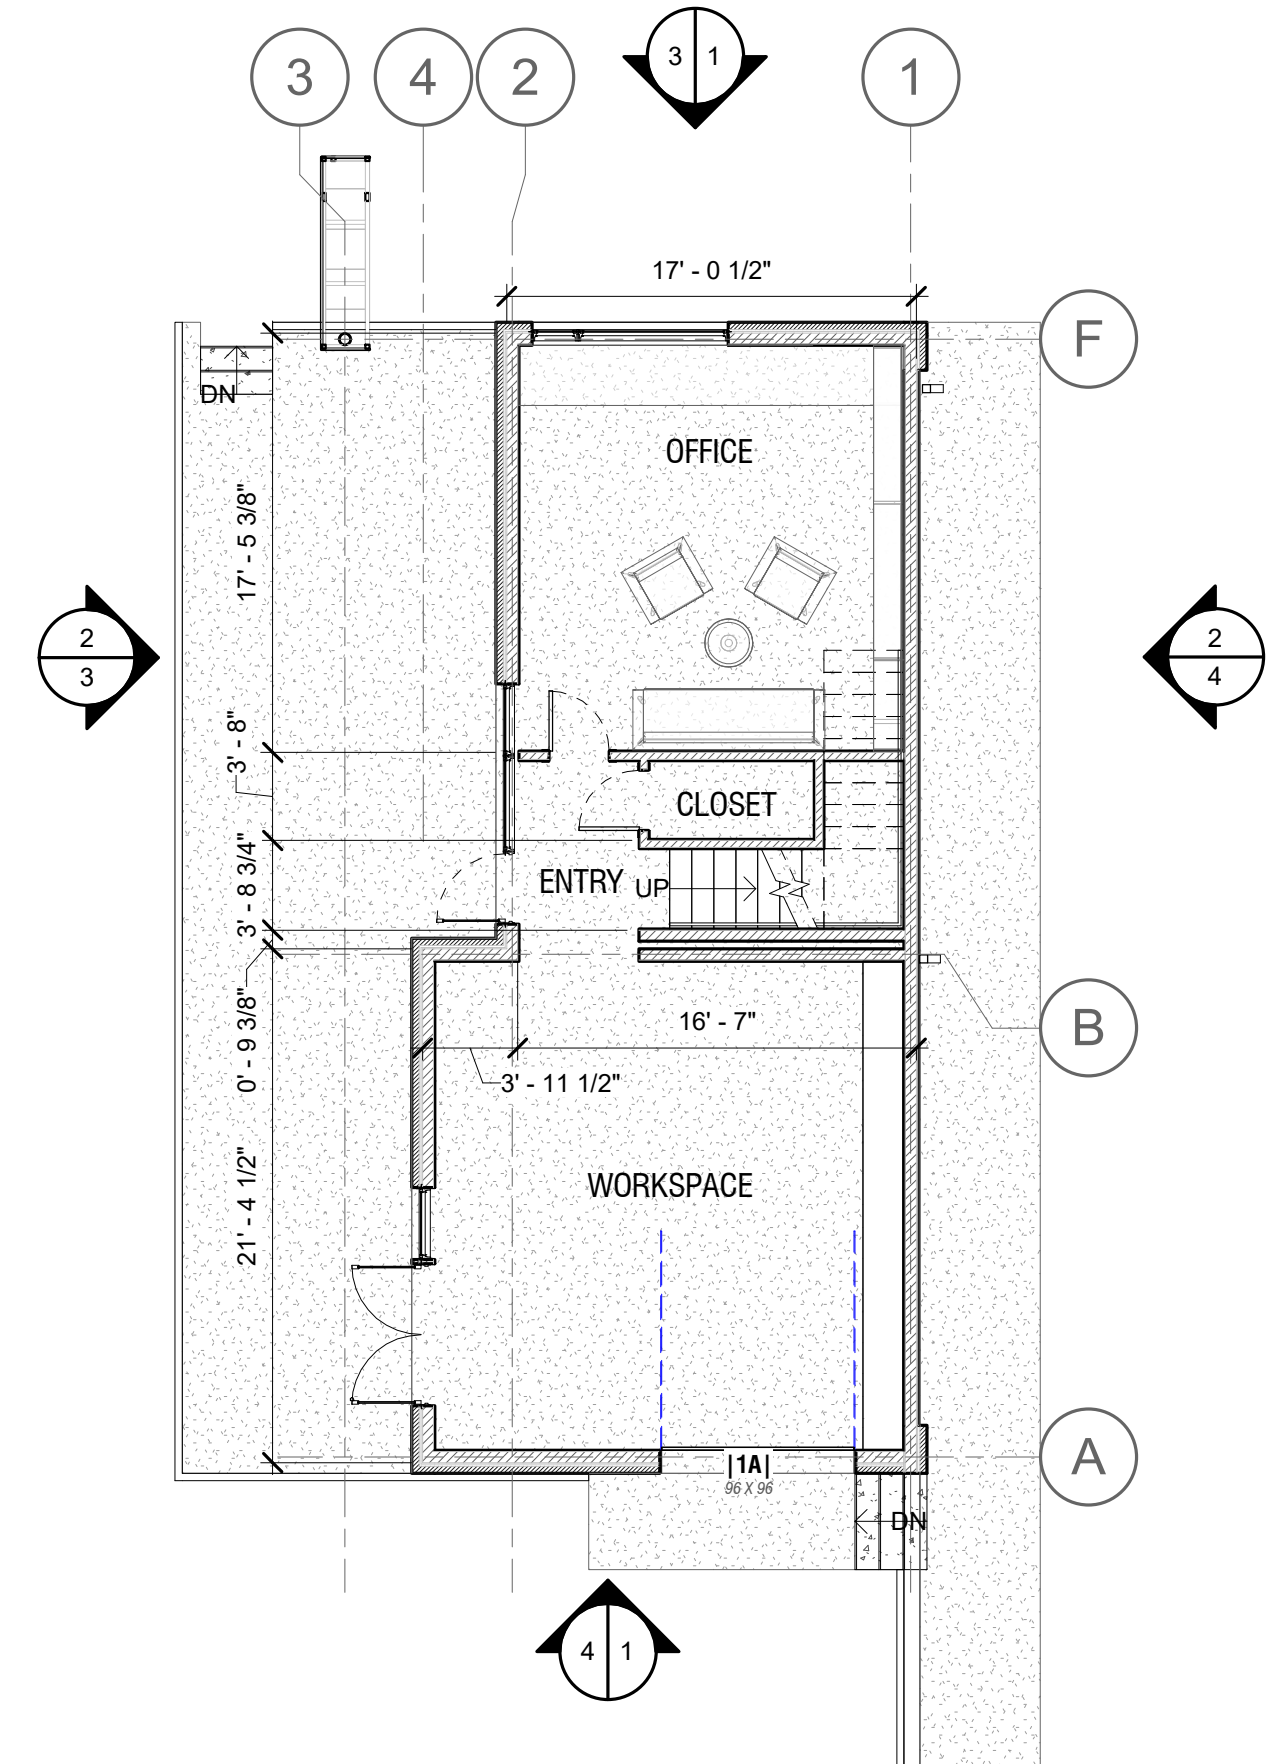 3 1
3 4 2 1
17' - 0 1/2"
F
DN
OFFICE
17' - 5 3/8"
2
3
2
4
3' - 8"
CLOSET
3' - 8 3/4"
ENTRY UP
0' - 9 3/8"
16' - 7"
B
3' - 11 1/2"
21' - 4 1/2"
WORKSPACE
|1A|
96 X 96
A
DN
4 1